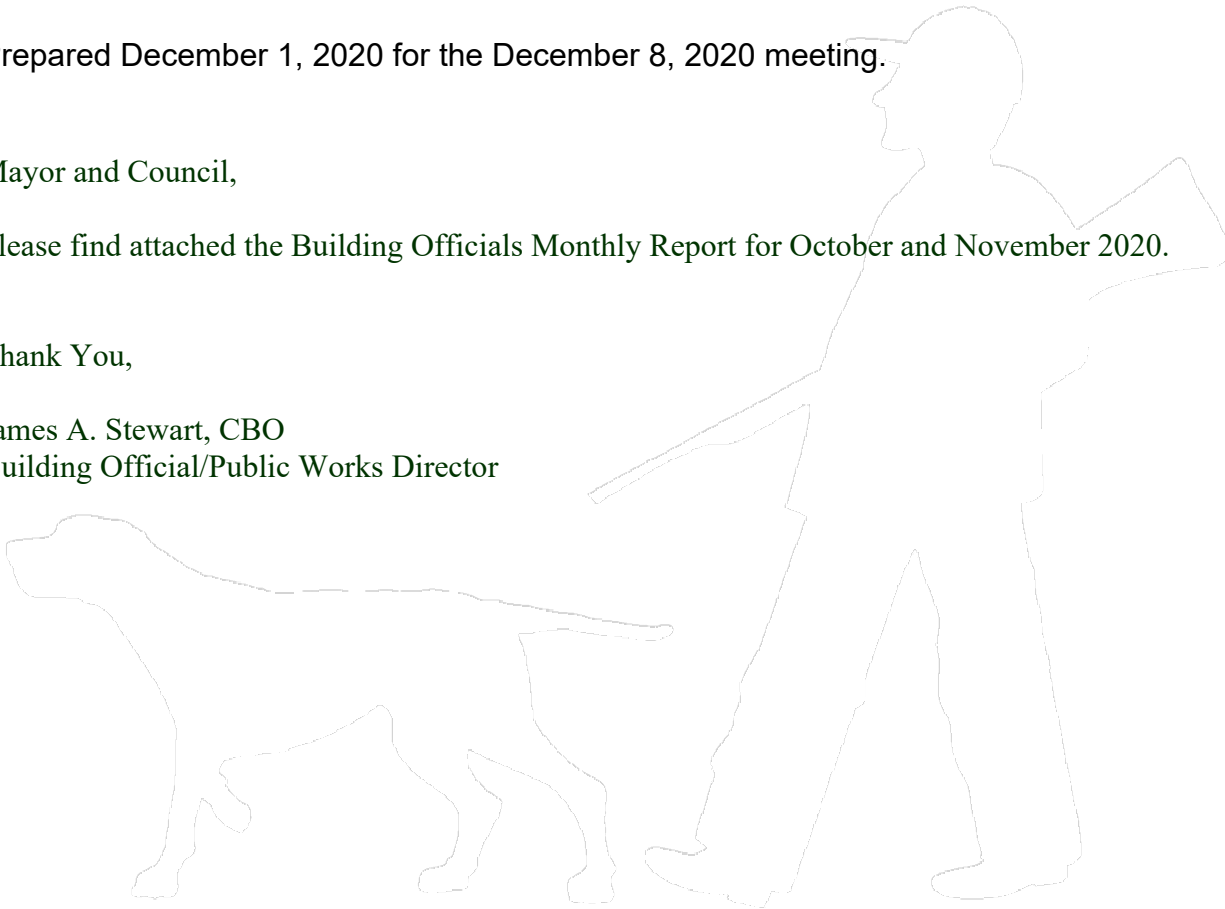 repared December 1, 2020 for the December 8, 2020 meeting.
ayor and Council,
lease find attached the Building Officials Monthly Report for October and November 2020.
hank You,
ames A. Stewart, CBO
uilding Official/Public Works Director